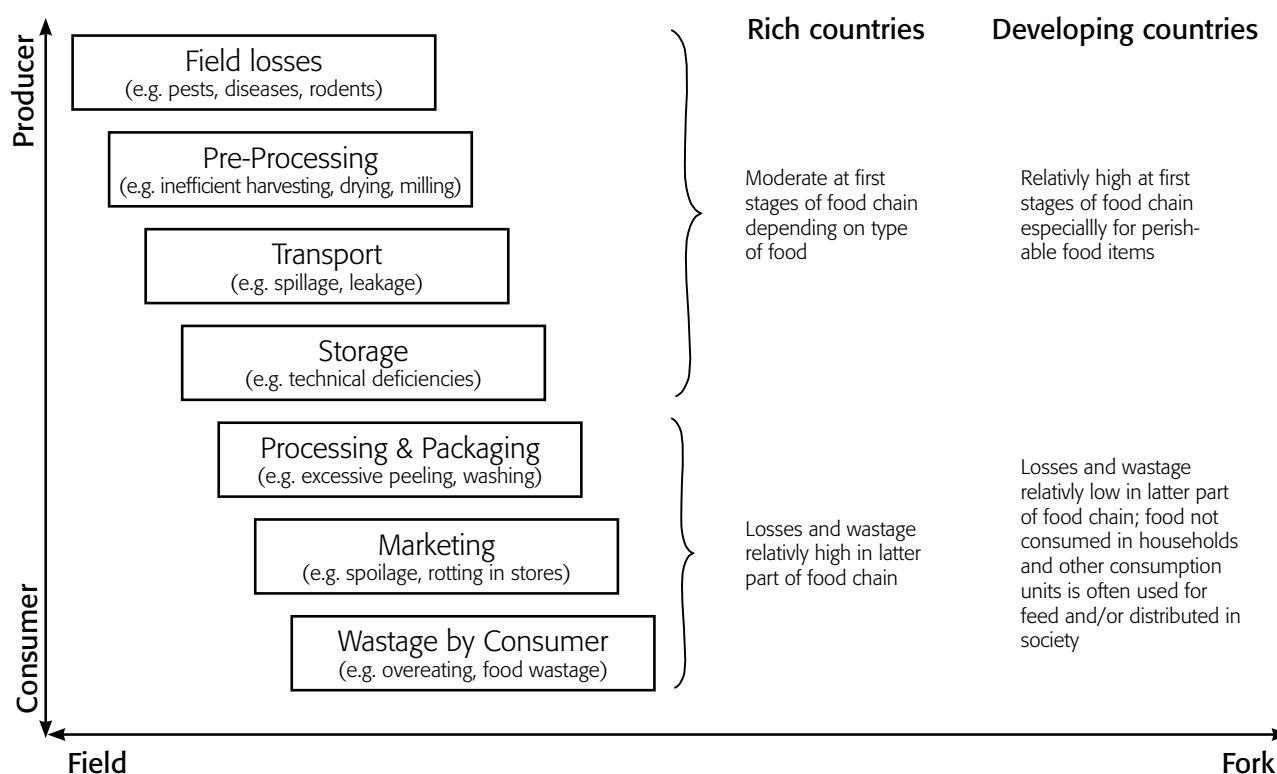 Rich countries
Developing countries
Producer
Field losses
(e.g. pests, diseases, rodents)
Pre-Processing
(e.g. inefficient harvesting, drying, milling)
Transport
(e.g. spillage, leakage)
Storage
(e.g. technical deficiencies)
Moderate at first
stages of food chain
depending on type
of food
Relativly high at first
stages of food chain
especiallly for perish-
able food items
Processing & Packaging
(e.g. excessive peeling, washing)
Marketing
(e.g. spoilage, rotting in stores)
Wastage by Consumer
(e.g. overeating, food wastage)
Losses and wastage
relativly high in latter
part of food chain
Losses and wastage
relativly low in latter part
of food chain; food not
consumed in households
and other consumption
units is often used for
feed and/or distributed in
society
Consumer
Field
Fork